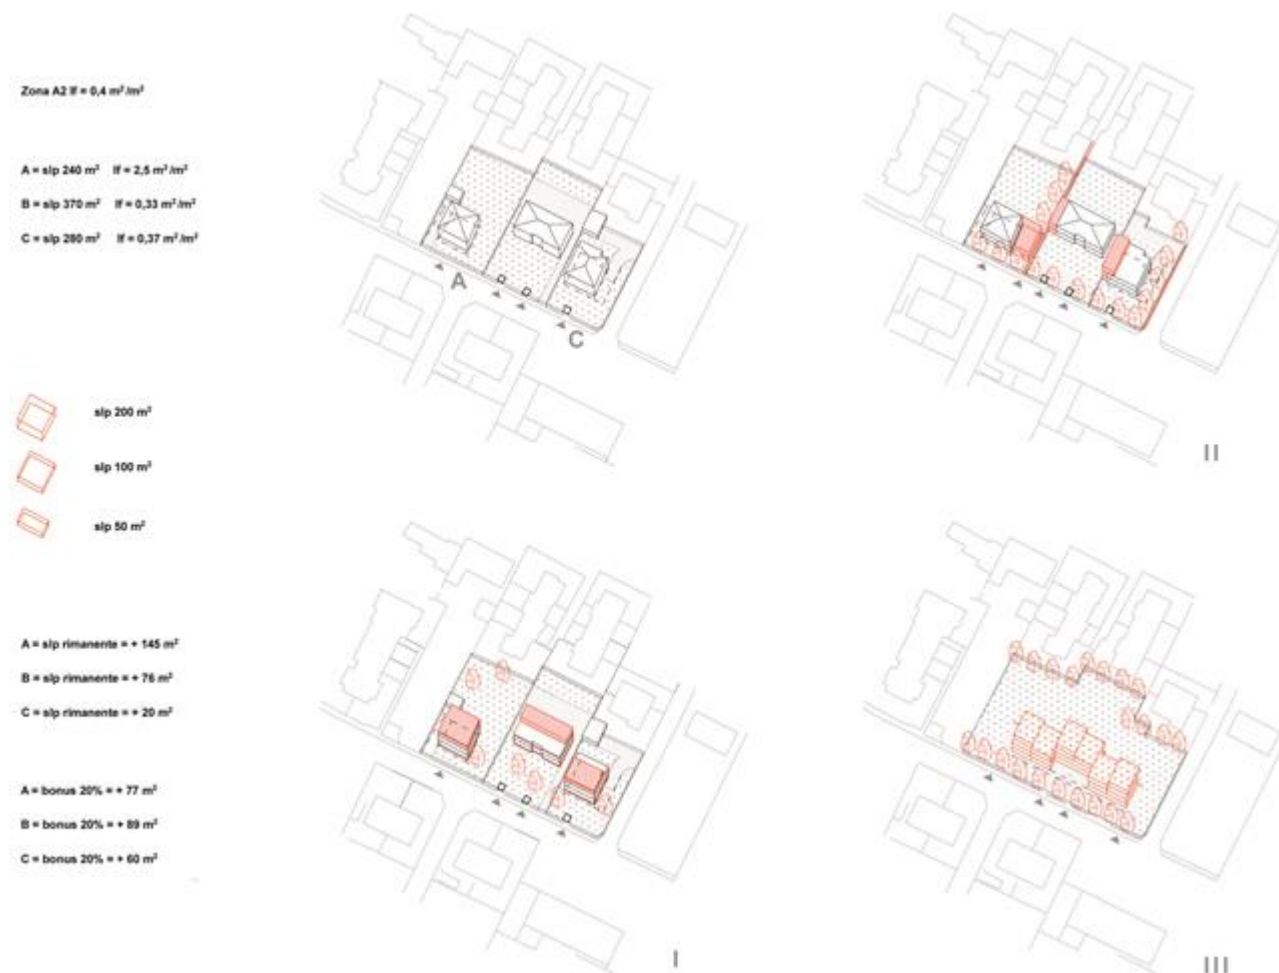 Zona A2 If = 0,4 m²/m²
A = slp 240 m² If = 2,5 m²/m²
B = slp 370 m² If = 0,33 m²/m²
C = slp 280 m² If = 0,37 m²/m²
A
C
II
slp 200 m²
slp 100 m²
slp 50 m²
A = slp rimanente = + 145 m²
B = slp rimanente = + 76 m²
C = slp rimanente = + 20 m²
A = bonus 20% = + 77 m²
B = bonus 20% = + 89 m²
C = bonus 20% = + 60 m²
I
III